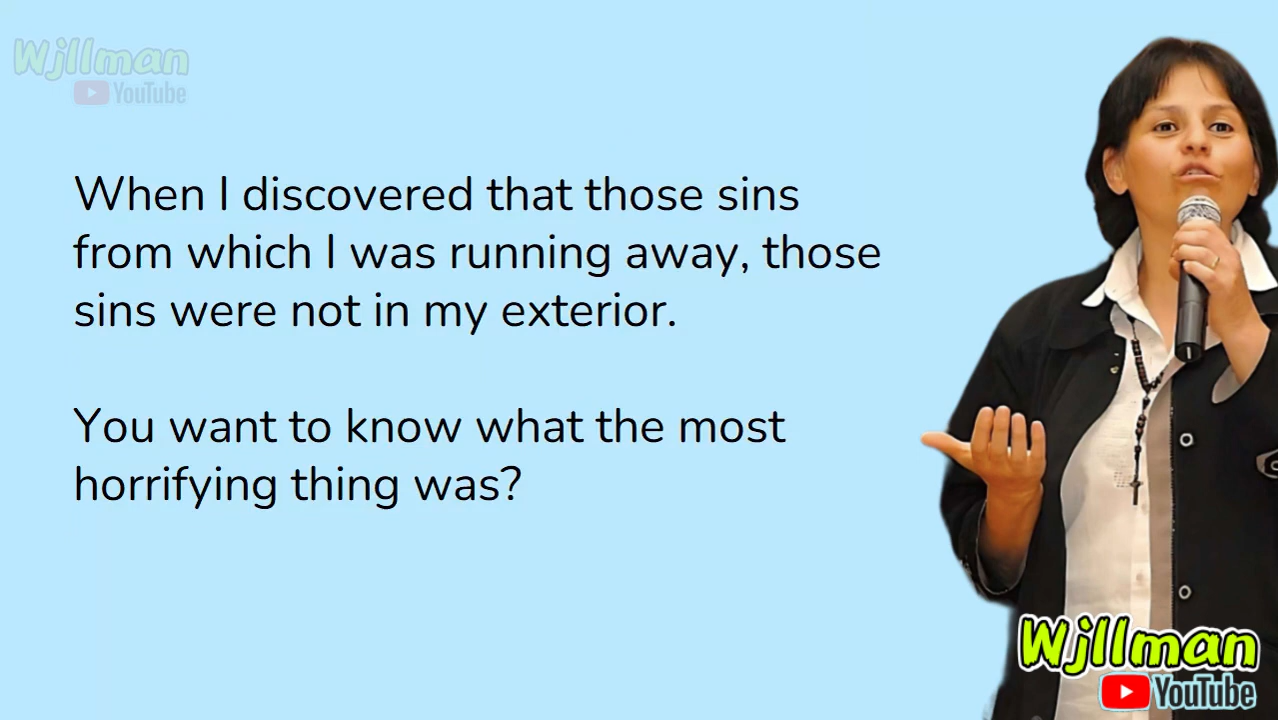 Wjllman
YouTube
When I discovered that those sins
from which I was running away, those
sins were not in my exterior.
You want to know what the most
horrifying thing was?
Wjllman
YouTube